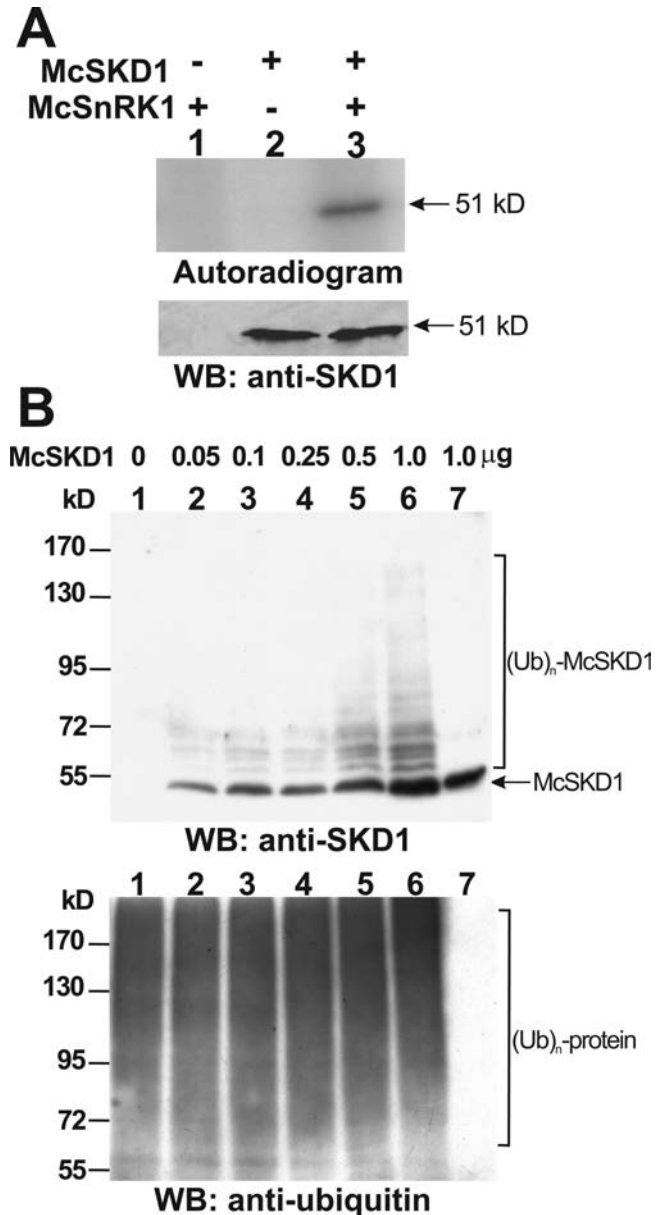 A
McSKD1 - + +
McSnRK1 + - +
1 2 3
51 kD
Autoradiogram
51 kD
WB: anti-SKD1
B
McSKD1 0 0.05 0.1 0.25 0.5 1.0 1.0 μg
kD 1 2 3 4 5 6 7
170
130
95
72
55
(Ub)n-McSKD1
McSKD1
WB: anti-SKD1
kD 1 2 3 4 5 6 7
170
130
95
72
55
(Ub)n-protein
WB: anti-ubiquitin